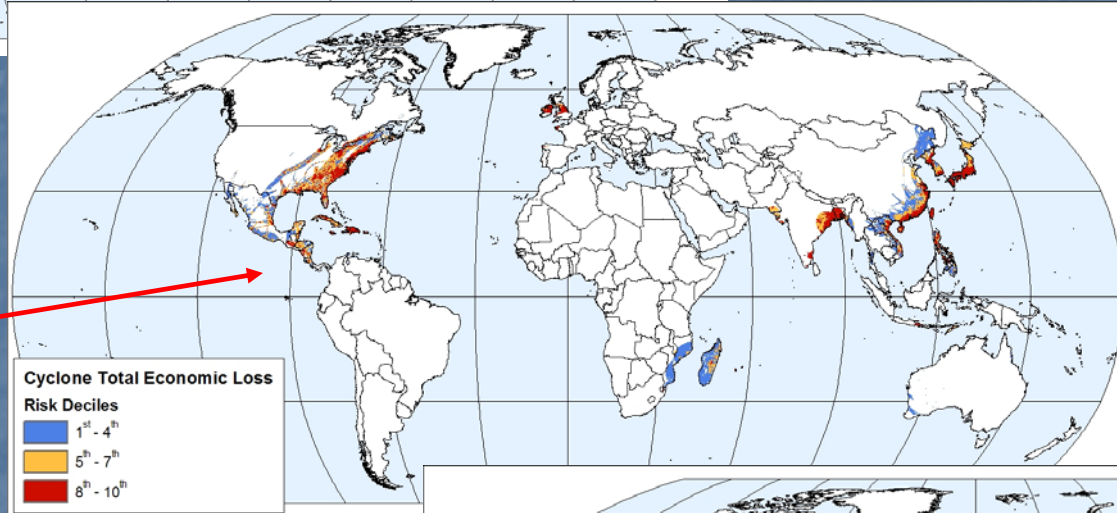 Cyclone Total Economic Loss
Risk Deciles
1st - 4th
5th - 7th
8th - 10th